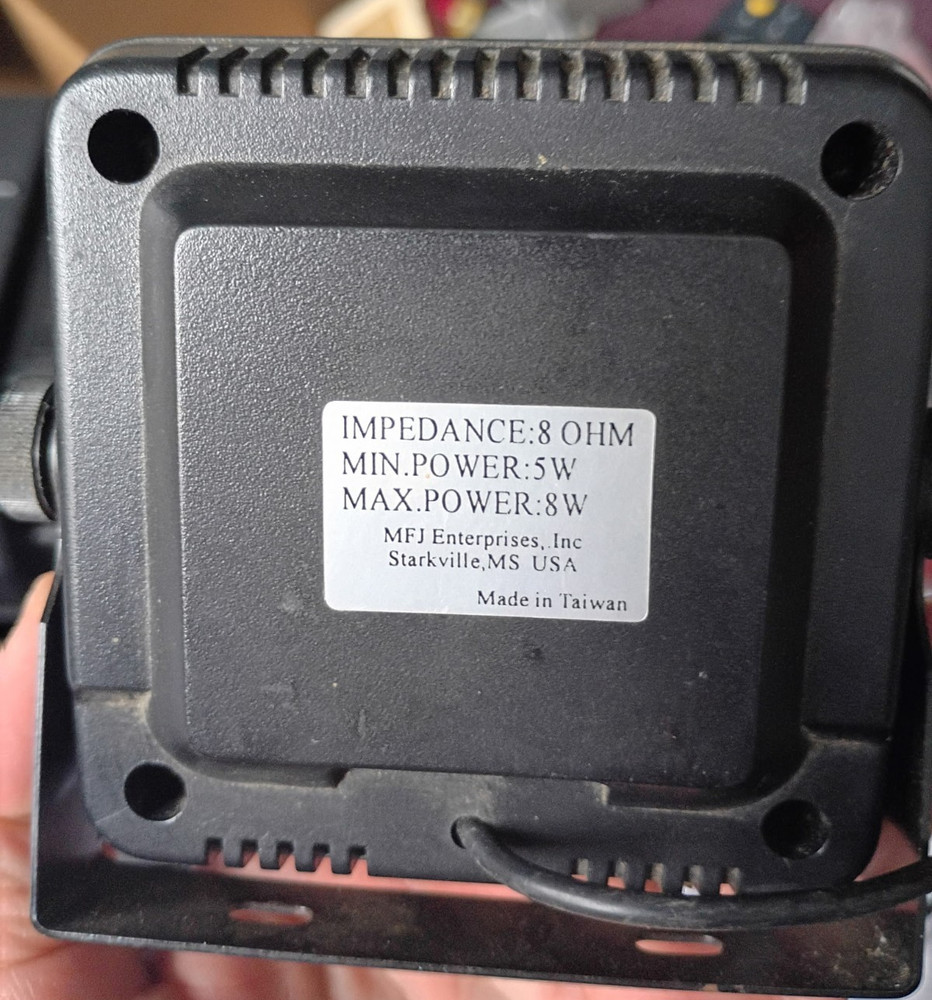 IMPEDANCE:8 OHM
MIN.POWER:5W
MAX.POWER:8W
MFJ Enterprises, .Inc
Starkville,MS USA
Made in Taiwan